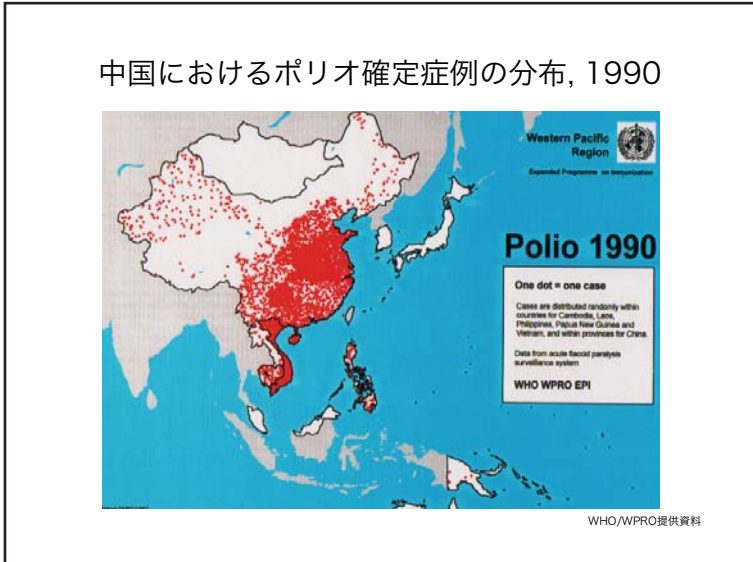 中国におけるポリオ確定症例の分布, 1990
Western Pacific
Region
Expanded Programme on Immunization
Polio 1990
One dot = one case
Cases are distributed randomly within
countries for Cambodia, Laos,
Philippines, Papua New Guinea and
Vietnam, and within provinces for China.
Data from acute flaccid paralysis
surveillance system
WHO WPRO EPI
WHO/WPRO提供資料